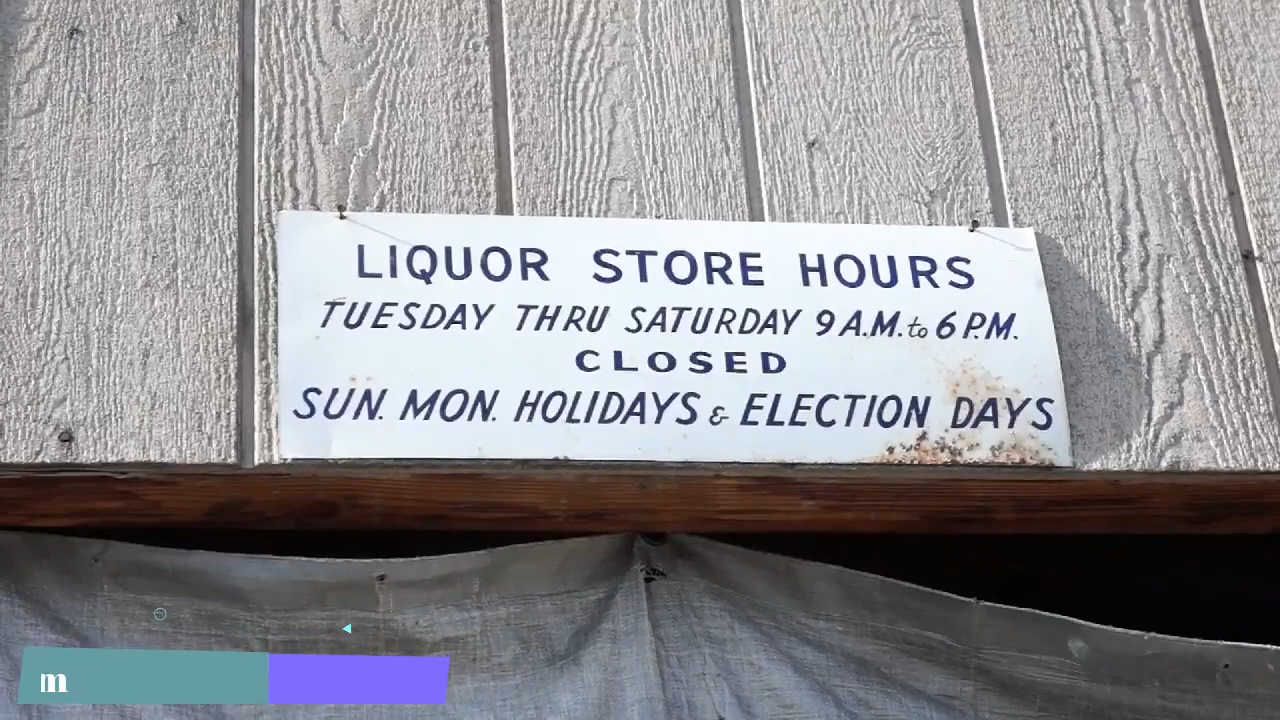 LIQUOR STORE HOURS
TUESDAY THRU SATURDAY 9 A.M. to 6 P.M.
CLOSED
SUN. MON. HOLIDAYS & ELECTION DAYS
m